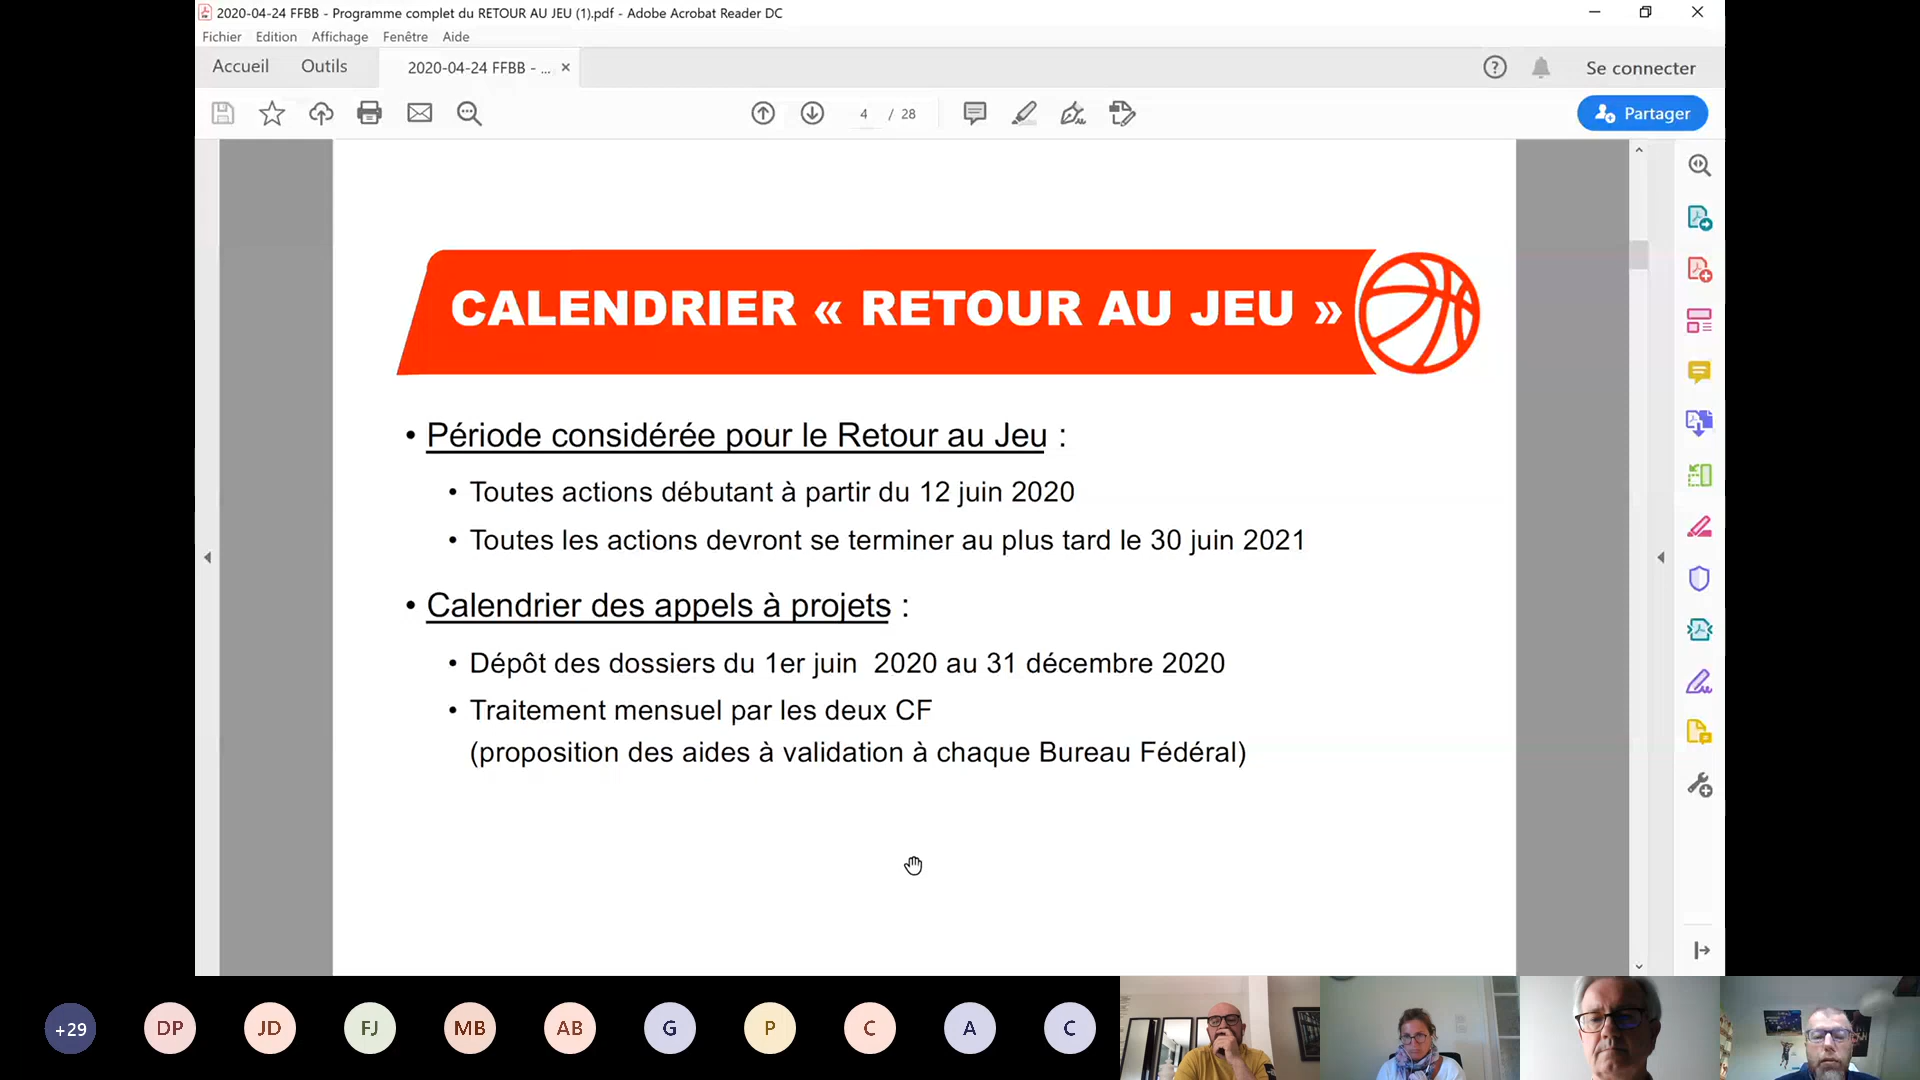 2020-04-24 FFBB - Programme complet du RETOUR AU JEU (1).pdf - Adobe Acrobat Reader DC
Fichier Edition Affichage Fenêtre Aide
Accueil Outils 2020-04-24 FFBB - ... × Se connecter
4 / 28 Partager
CALENDRIER « RETOUR AU JEU »
• Période considérée pour le Retour au Jeu :
• Toutes actions débutant à partir du 12 juin 2020
• Toutes les actions devront se terminer au plus tard le 30 juin 2021
• Calendrier des appels à projets :
• Dépôt des dossiers du 1er juin 2020 au 31 décembre 2020
• Traitement mensuel par les deux CF
(proposition des aides à validation à chaque Bureau Fédéral)
+29 DP JD FJ MB AB G P C A C